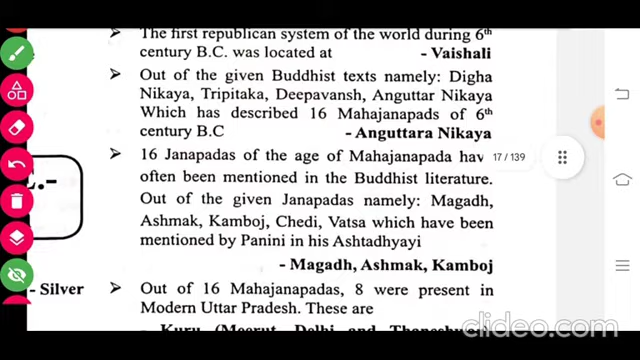 The first republican system of the world during 6th
century B.C. was located at - Vaishali
➢ Out of the given Buddhist texts namely: Digha
Nikaya, Tripitaka, Deepavansh, Anguttar Nikaya
Which has described 16 Mahajanapads of 6th
century B.C - Anguttara Nikaya
➢ 16 Janapadas of the age of Mahajanapada hav
often been mentioned in the Buddhist literature.
Out of the given Janapadas namely: Magadh,
Ashmak, Kamboj, Chedi, Vatsa which have been
mentioned by Panini in his Ashtadhyayi
- Magadh, Ashmak, Kamboj
- Silver
➢ Out of 16 Mahajanapadas, 8 were present in
Modern Uttar Pradesh. These are
- Kuru (Meerut, Delhi and
17 / 139
clideo.com